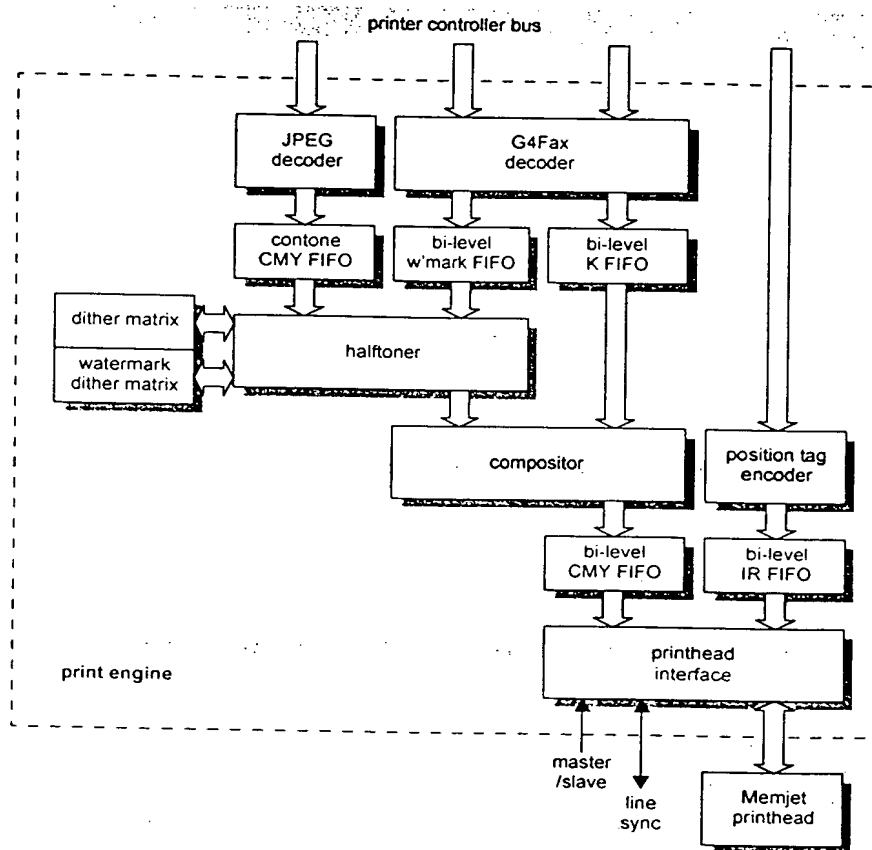 printer controller bus
JPEG
decoder
G4Fax
decoder
contone
CMY FIFO
bi-level
w'mark FIFO
bi-level
K FIFO
dither matrix
watermark
dither matrix
halftoner
compositor
position tag
encoder
bi-level
CMY FIFO
bi-level
IR FIFO
printhead
interface
print engine
master
/slave
line
sync
Memjet
printhead